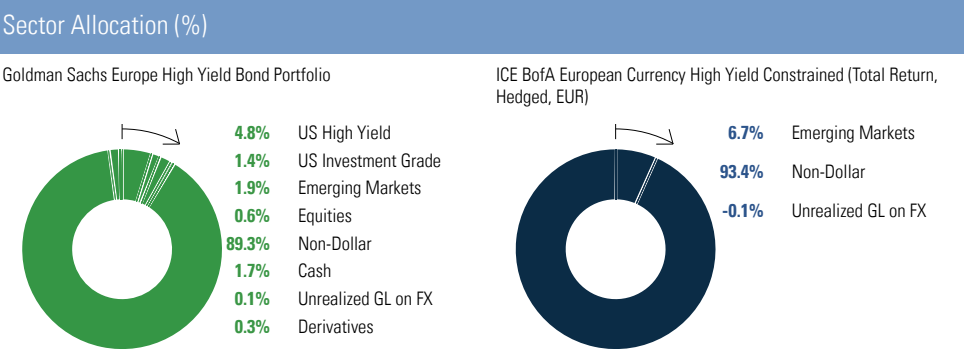 Sector Allocation (%)
Goldman Sachs Europe High Yield Bond Portfolio
4.8% US High Yield
1.4% US Investment Grade
1.9% Emerging Markets
0.6% Equities
89.3% Non-Dollar
1.7% Cash
0.1% Unrealized GL on FX
0.3% Derivatives
ICE BofA European Currency High Yield Constrained (Total Return,
Hedged, EUR)
6.7% Emerging Markets
93.4% Non-Dollar
-0.1% Unrealized GL on FX